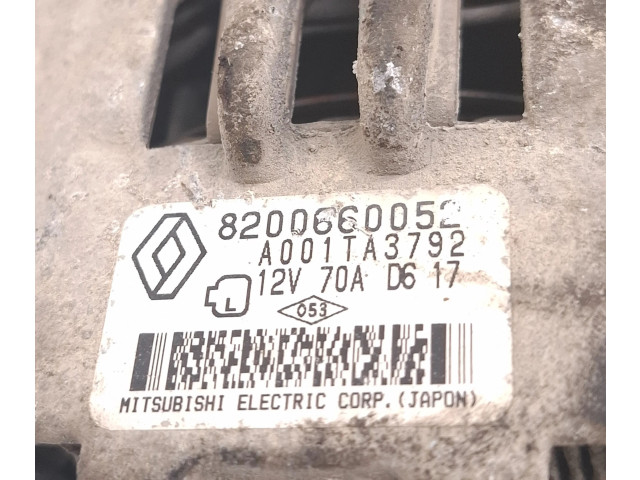 8200660052
A001TA3792
12V 70A D6 17
L
053
MITSUBISHI ELECTRIC CORP.(JAPON)